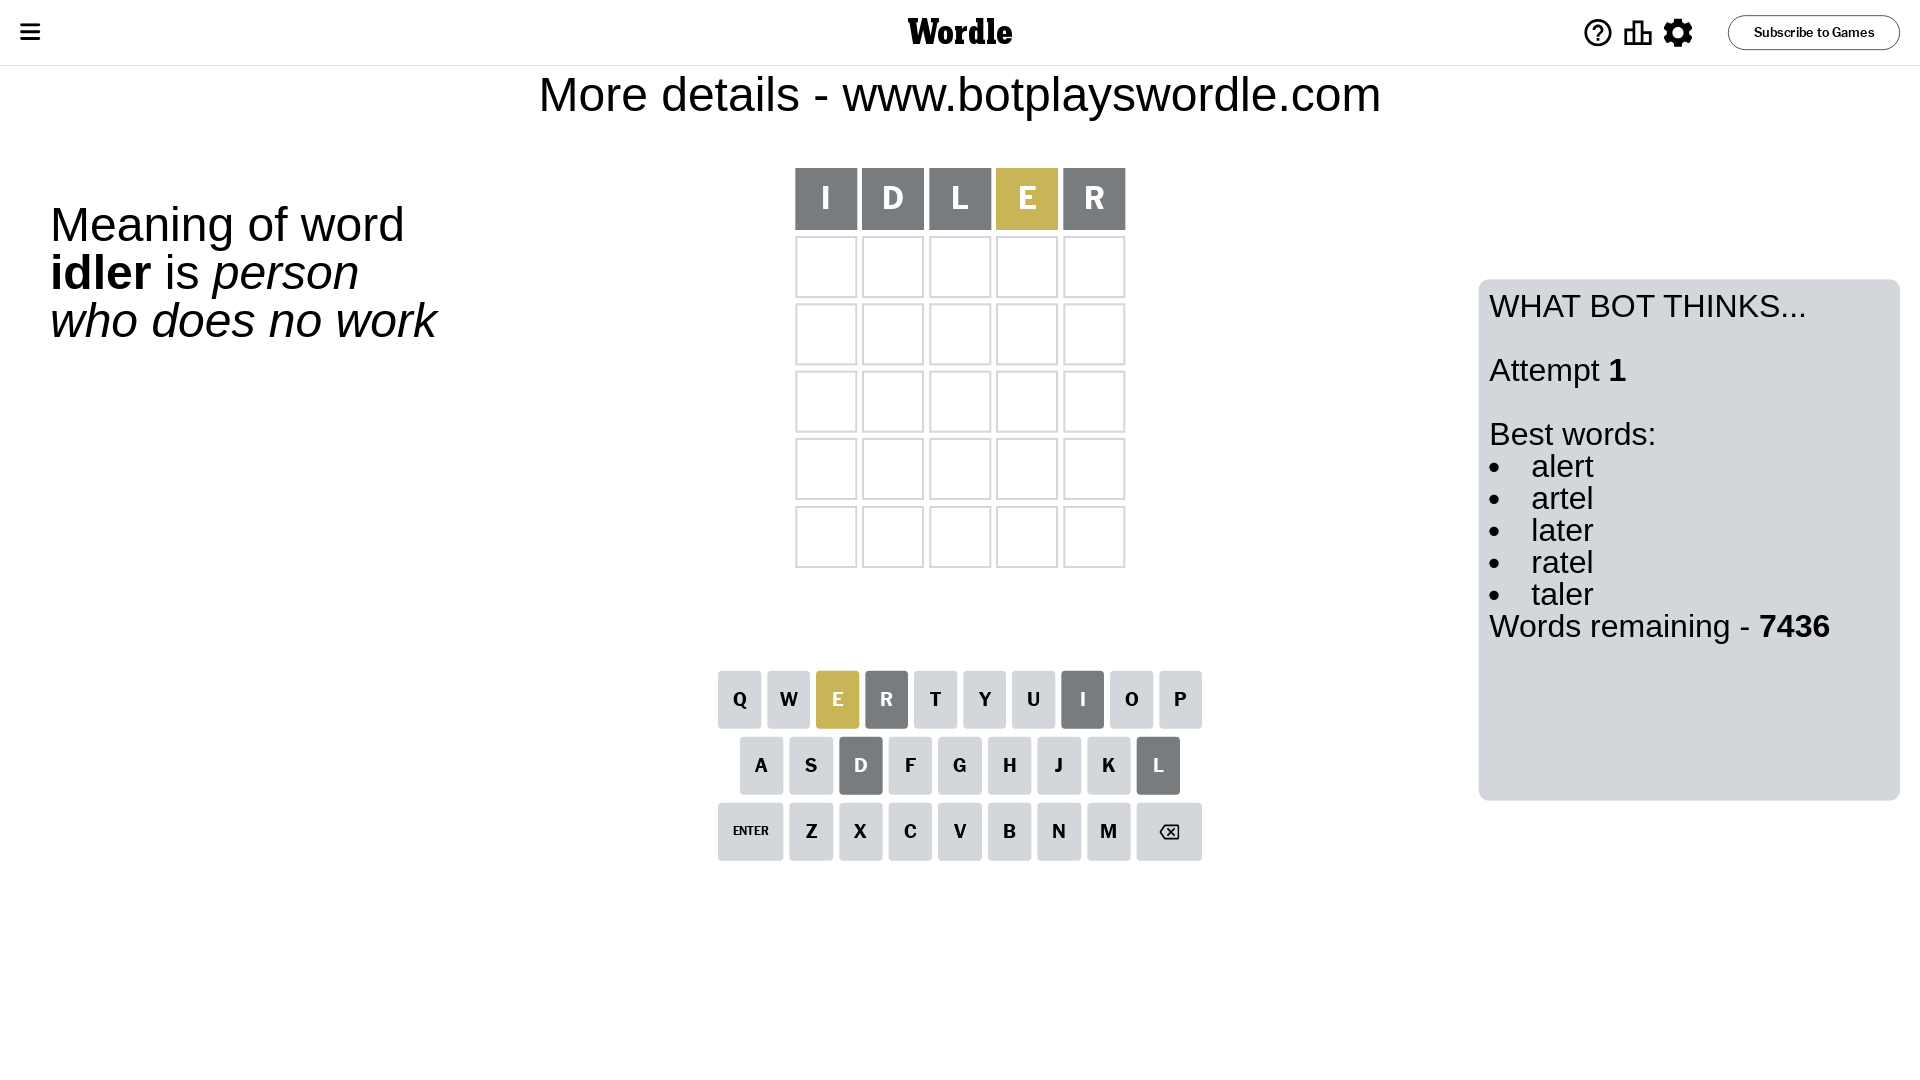 Wordle
Subscribe to Games
More details - www.botplayswordle.com
Meaning of word
idler is person
who does no work
I D L E R
WHAT BOT THINKS...
Attempt 1
Best words:
• alert
• artel
• later
• ratel
• taler
Words remaining - 7436
Q W E R T Y U I O P
A S D F G H J K L
ENTER Z X C V B N M